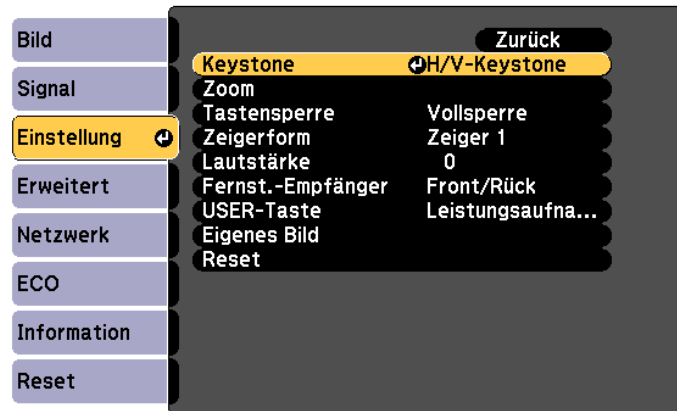 Bild
Signal
Einstellung
Erweitert
Netzwerk
ECO
Information
Reset
Zurück
Keystone H/V-Keystone
Zoom
Tastensperre Vollsperre
Zeigerform Zeiger 1
Lautstärke 0
Fernst.-Empfänger Front/Rück
USER-Taste Leistungsaufna...
Eigenes Bild
Reset